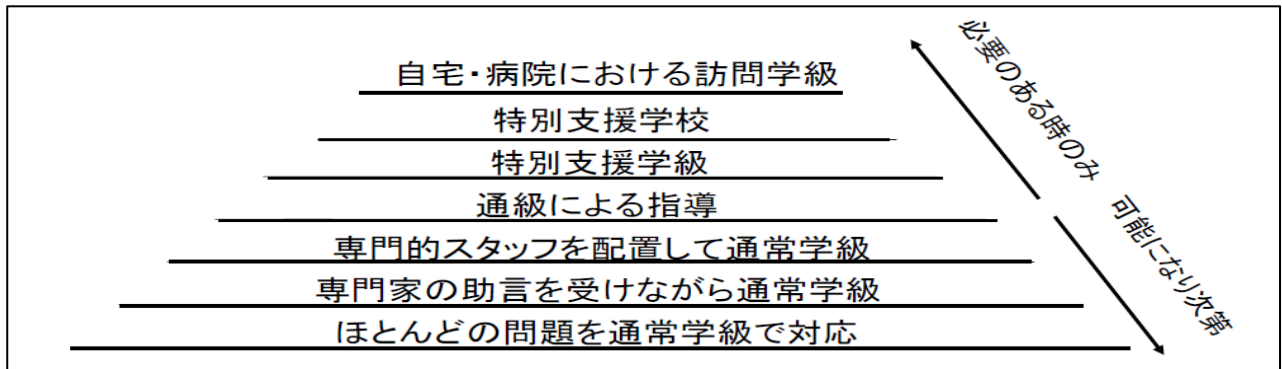 自宅・病院における訪問学級
特別支援学校
特別支援学級
通級による指導
専門的スタッフを配置して通常学級
専門家の助言を受けながら通常学級
ほとんどの問題を通常学級で対応
必要のある時のみ
可能になり次第